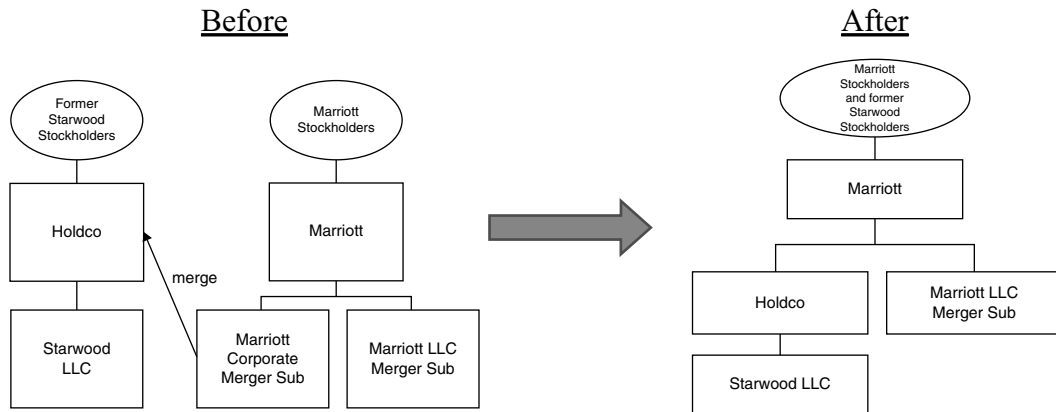 Before
After
Former
Starwood
Stockholders
Marriott
Stockholders
Marriott
Stockholders
and former
Starwood
Stockholders
Holdco
Marriott
Marriott
merge
Starwood
LLC
Marriott
Corporate
Merger Sub
Marriott LLC
Merger Sub
Holdco
Marriott LLC
Merger Sub
Starwood LLC